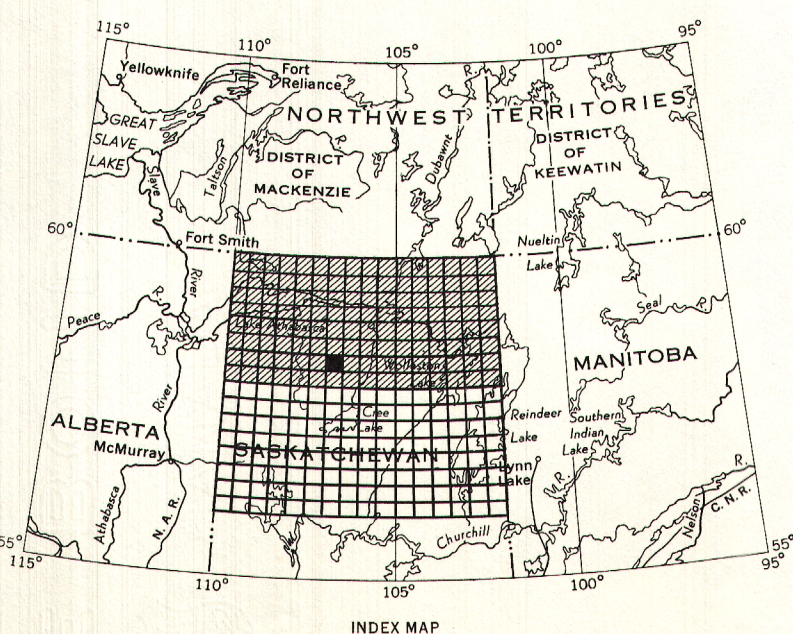 115°
110°
105°
100°
95°
Yellowknife
Fort
Reliance
R.
NORTHWEST TERRITORIES
GREAT
SLAVE
LAKE
Slave
River
Taltson
R.
DISTRICT
OF
MACKENZIE
Dubawnt
DISTRICT
OF
KEEWATIN
60°
Fort Smith
Nueltin
Lake
60°
Peace
R.
Lake Athabasca
Wollaston
Lake
Seal R.
MANITOBA
River
ALBERTA
McMurray
Cree
Lake
Reindeer
Lake
Southern
Indian
Lake
SASKATCHEWAN
Lynn
Lake
Athabasca
N. A. R.
Churchill
R.
Nelson
R.
C. N. R.
55°
115°
110°
105°
100°
55°
95°
INDEX MAP